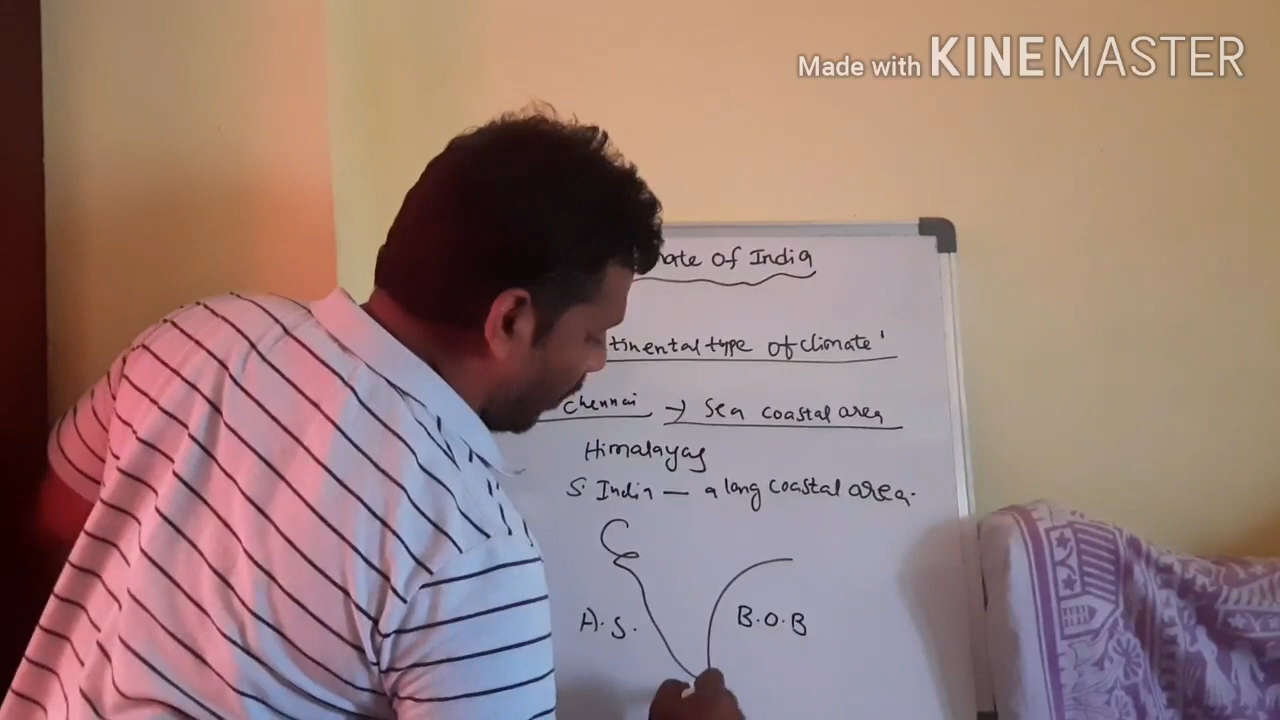 Made with KINEMASTER
ate of India
tinental type of climate'
Chennai → Sea coastal area
Himalayas
S. India — a long coastal area.
A.S.
B.O.B